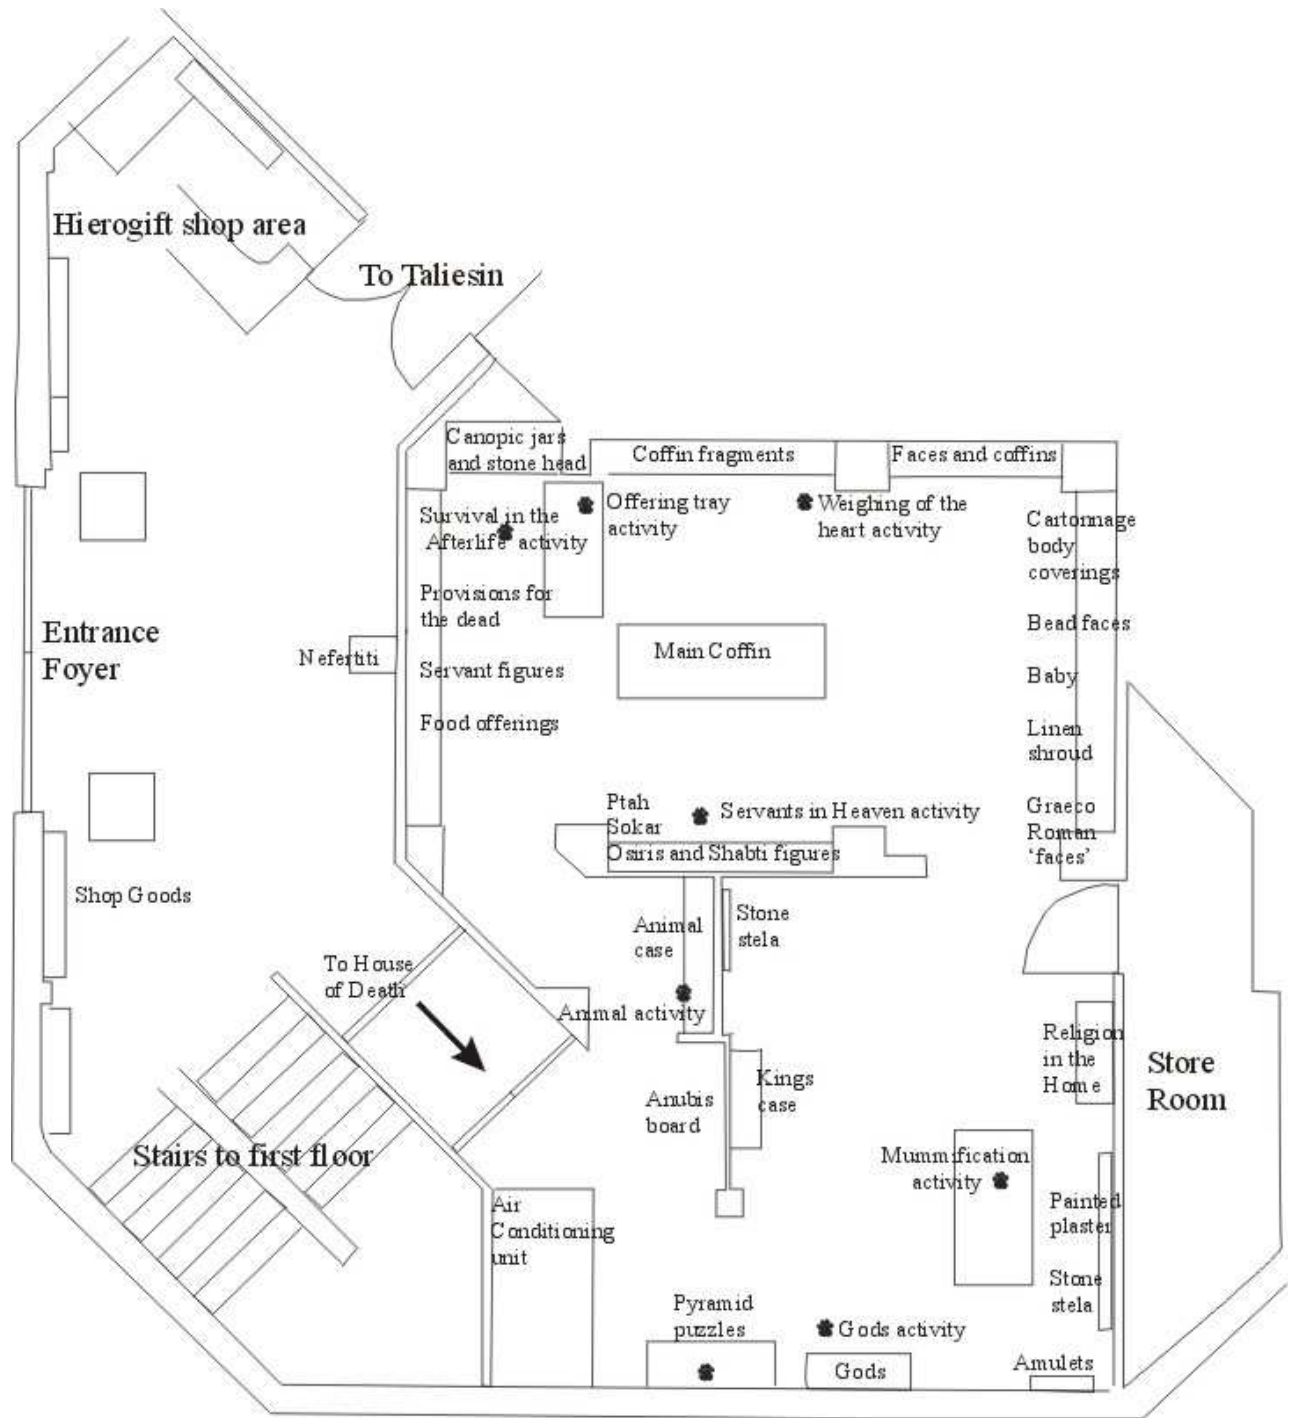 Hierogift shop area
To Taliesin
Canopic jars
and stone head
Coffin fragments
Faces and coffins
Survival in the
Afterlife activity
Offering tray
activity
Weighing of the
heart activity
Cartonnage
body
coverings
Provisions for
the dead
Entrance
Foyer
Nefertiti
Servant figures
Food offerings
Main Coffin
Bead faces
Baby
Linen
shroud
Graeco
Roman
‘faces’
Ptah
Sokar
Osiris and Shabti figures
Servants in Heaven activity
Shop Goods
Animal
case
Stone
stela
To House
of Death
Animal activity
Religion
in the
Home
Store
Room
Anubis
board
Kings
case
Stairs to first floor
Mummification
activity
Air
Conditioning
unit
Painted
plaster
Stone
stela
Pyramid
puzzles
Gods activity
Gods
Amulets